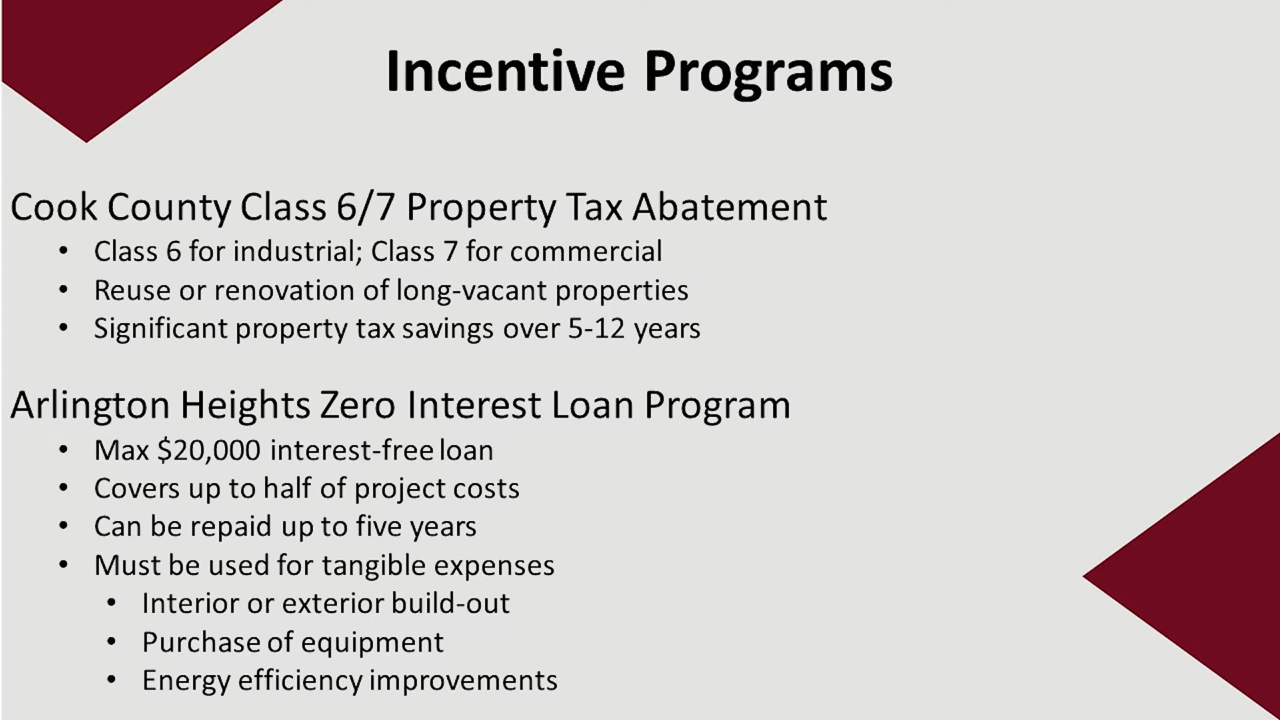 Incentive Programs
Cook County Class 6/7 Property Tax Abatement
• Class 6 for industrial; Class 7 for commercial
• Reuse or renovation of long-vacant properties
• Significant property tax savings over 5-12 years
Arlington Heights Zero Interest Loan Program
• Max $20,000 interest-free loan
• Covers up to half of project costs
• Can be repaid up to five years
• Must be used for tangible expenses
• Interior or exterior build-out
• Purchase of equipment
• Energy efficiency improvements